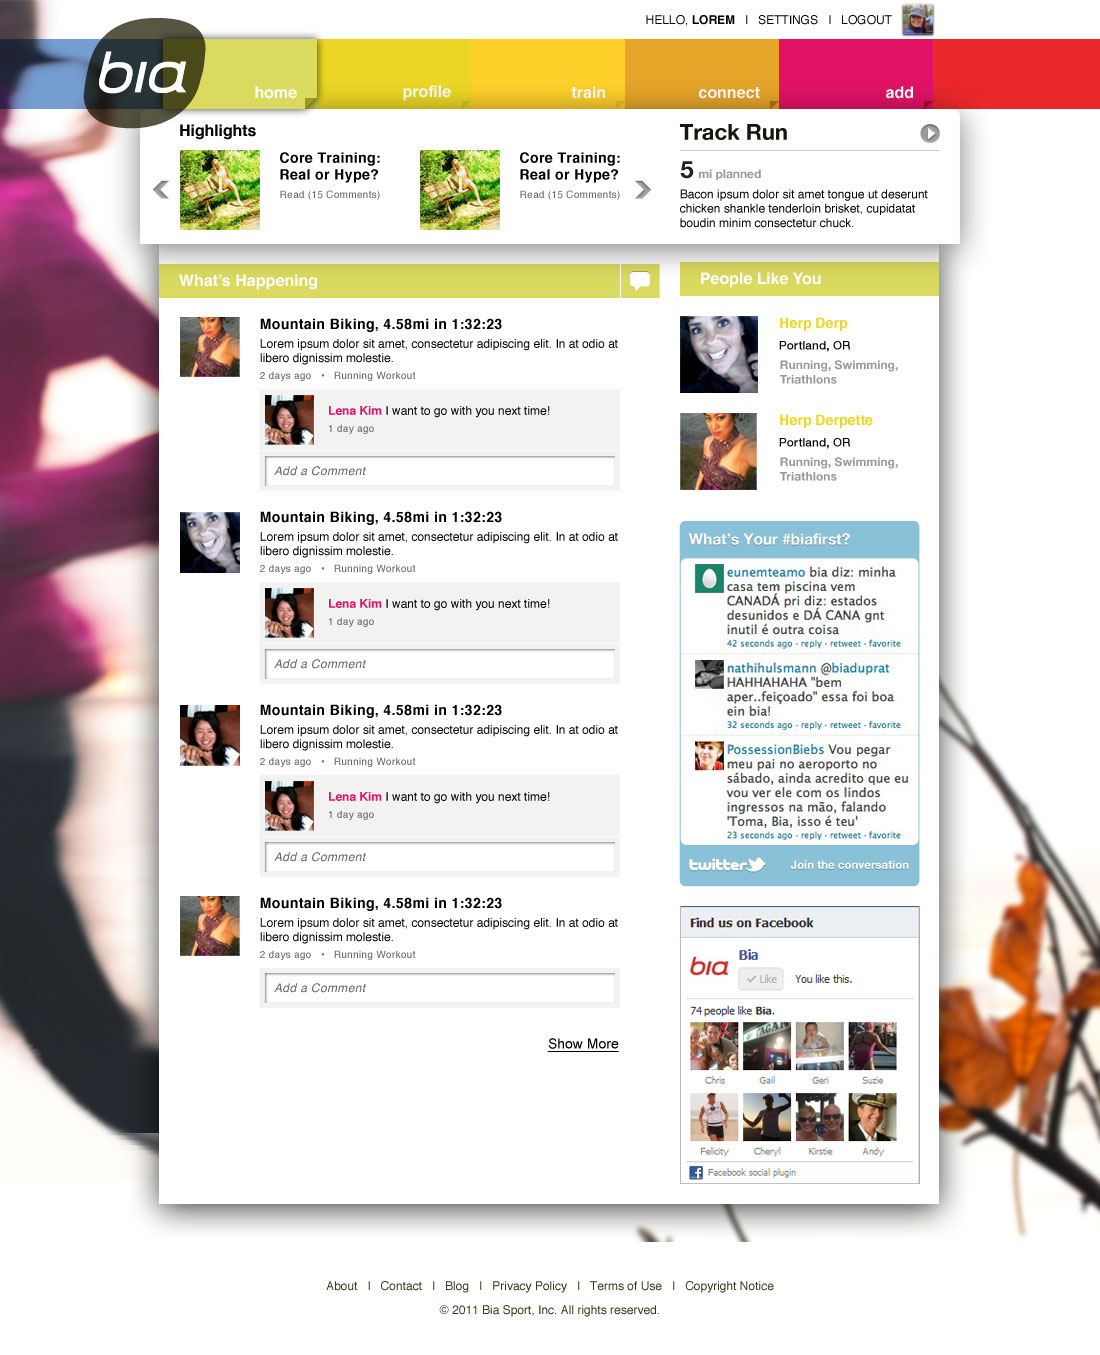 HELLO, LOREM I SETTINGS I LOGOUT
bia
home
profile
train
connect
add
Highlights
Core Training:
Real or Hype?
Read (15 Comments)
Core Training:
Real or Hype?
Read (15 Comments)
Track Run
5 mi planned
Bacon ipsum dolor sit amet tongue ut deserunt
chicken shankle tenderloin brisket, cupidatat
boudin minim consectetur chuck.
What's Happening
Mountain Biking, 4.58mi in 1:32:23
Lorem ipsum dolor sit amet, consectetur adipiscing elit. In at odio at
libero dignissim molestie.
2 days ago • Running Workout
Lena Kim I want to go with you next time!
1 day ago
Add a Comment
Mountain Biking, 4.58mi in 1:32:23
Lorem ipsum dolor sit amet, consectetur adipiscing elit. In at odio at
libero dignissim molestie.
2 days ago • Running Workout
Lena Kim I want to go with you next time!
1 day ago
Add a Comment
Mountain Biking, 4.58mi in 1:32:23
Lorem ipsum dolor sit amet, consectetur adipiscing elit. In at odio at
libero dignissim molestie.
2 days ago • Running Workout
Lena Kim I want to go with you next time!
1 day ago
Add a Comment
Mountain Biking, 4.58mi in 1:32:23
Lorem ipsum dolor sit amet, consectetur adipiscing elit. In at odio at
libero dignissim molestie.
2 days ago • Running Workout
Add a Comment
Show More
People Like You
Herp Derp
Portland, OR
Running, Swimming,
Triathlons
Herp Derpette
Portland, OR
Running, Swimming,
Triathlons
What's Your #biafirst?
eunemteamo bia diz: minha
casa tem piscina vem
CANADÁ pri diz: estados
desunidos e DÁ CANA gnt
inutil é outra coisa
42 seconds ago · reply · retweet · favorite
nathihulsmann @biaduprat
HAHHAHAHA "bem
aper..feiçoado" essa foi boa
ein bia!
32 seconds ago · reply · retweet · favorite
PossessionBiebs Vou pegar
meu pai no aeroporto no
sábado, ainda acredito que eu
vou ver ele com os lindos
ingressos na mão, falando
'Toma, Bia, isso é teu'
23 seconds ago · reply · retweet · favorite
twitter Join the conversation
Find us on Facebook
bia
Bia
Like You like this.
74 people like Bia.
Chris Gail Geri Suzie
Felicity Cheryl Kirstie Andy
Facebook social plugin
About I Contact I Blog I Privacy Policy I Terms of Use I Copyright Notice
© 2011 Bia Sport, Inc. All rights reserved.